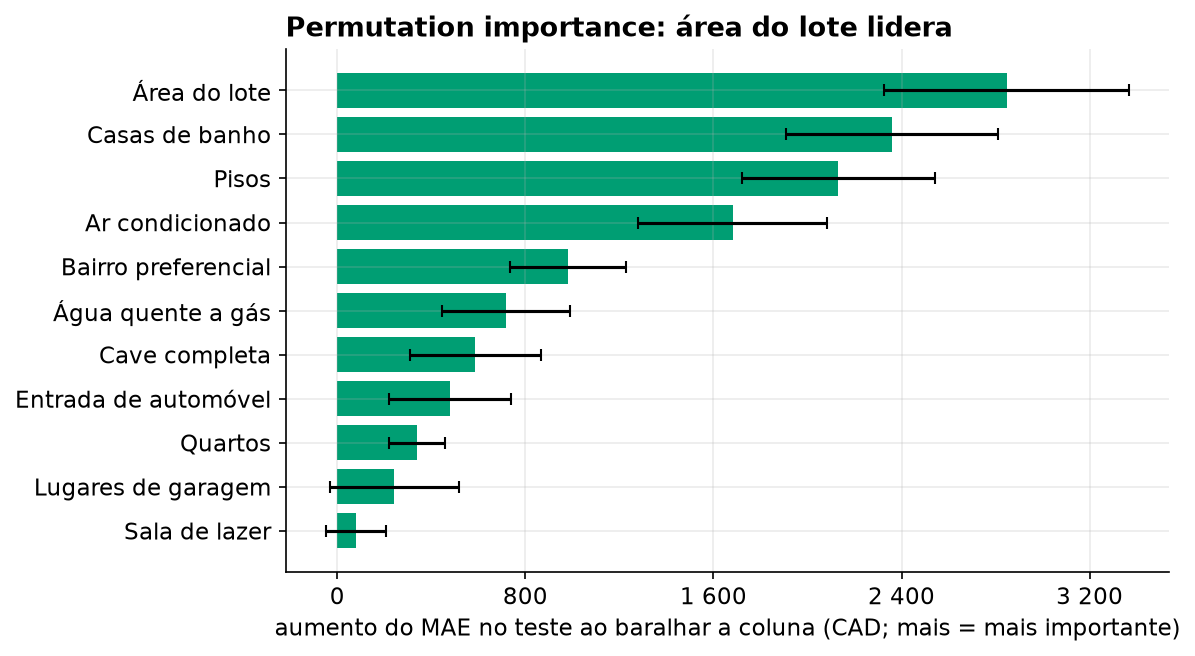 Permutation importance: área do lote lidera
Área do lote
Casas de banho
Pisos
Ar condicionado
Bairro preferencial
Água quente a gás
Cave completa
Entrada de automóvel
Quartos
Lugares de garagem
Sala de lazer
0 800 1 600 2 400 3 200
aumento do MAE no teste ao baralhar a coluna (CAD; mais = mais importante)